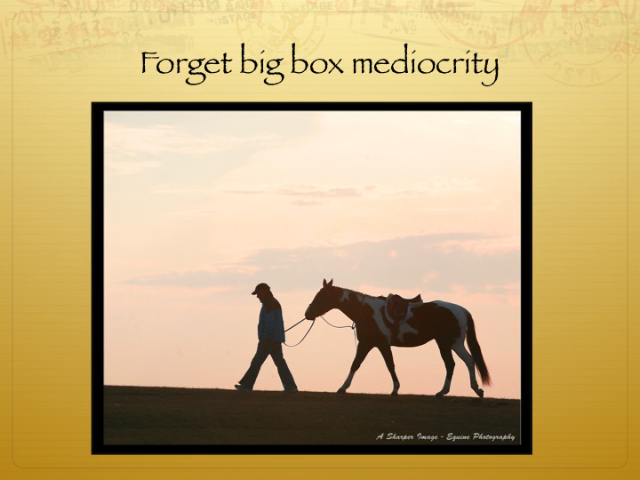 Forget big box mediocrity
A Sharper Image - Equine Photography